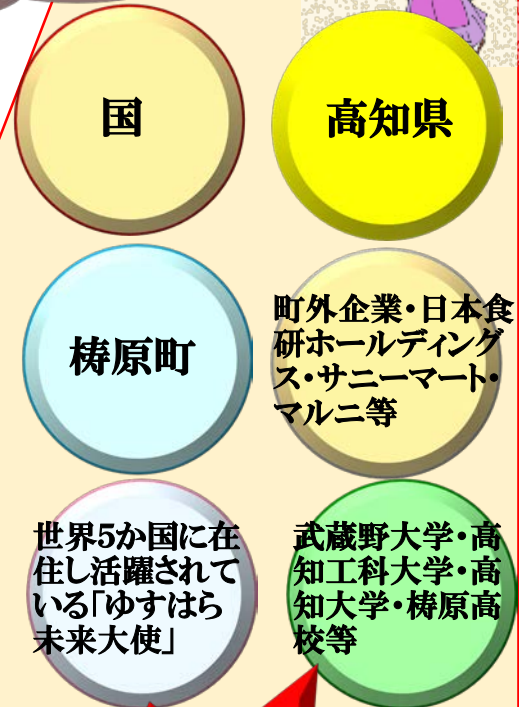 国
高知県
梼原町
町外企業・日本食
研ホールディング
ス・サニーマート・
マルニ等
世界5か国に在
住し活躍されて
いる「ゆすはら
未来大使」
武蔵野大学・高
知工科大学・高
知大学・梼原高
校等